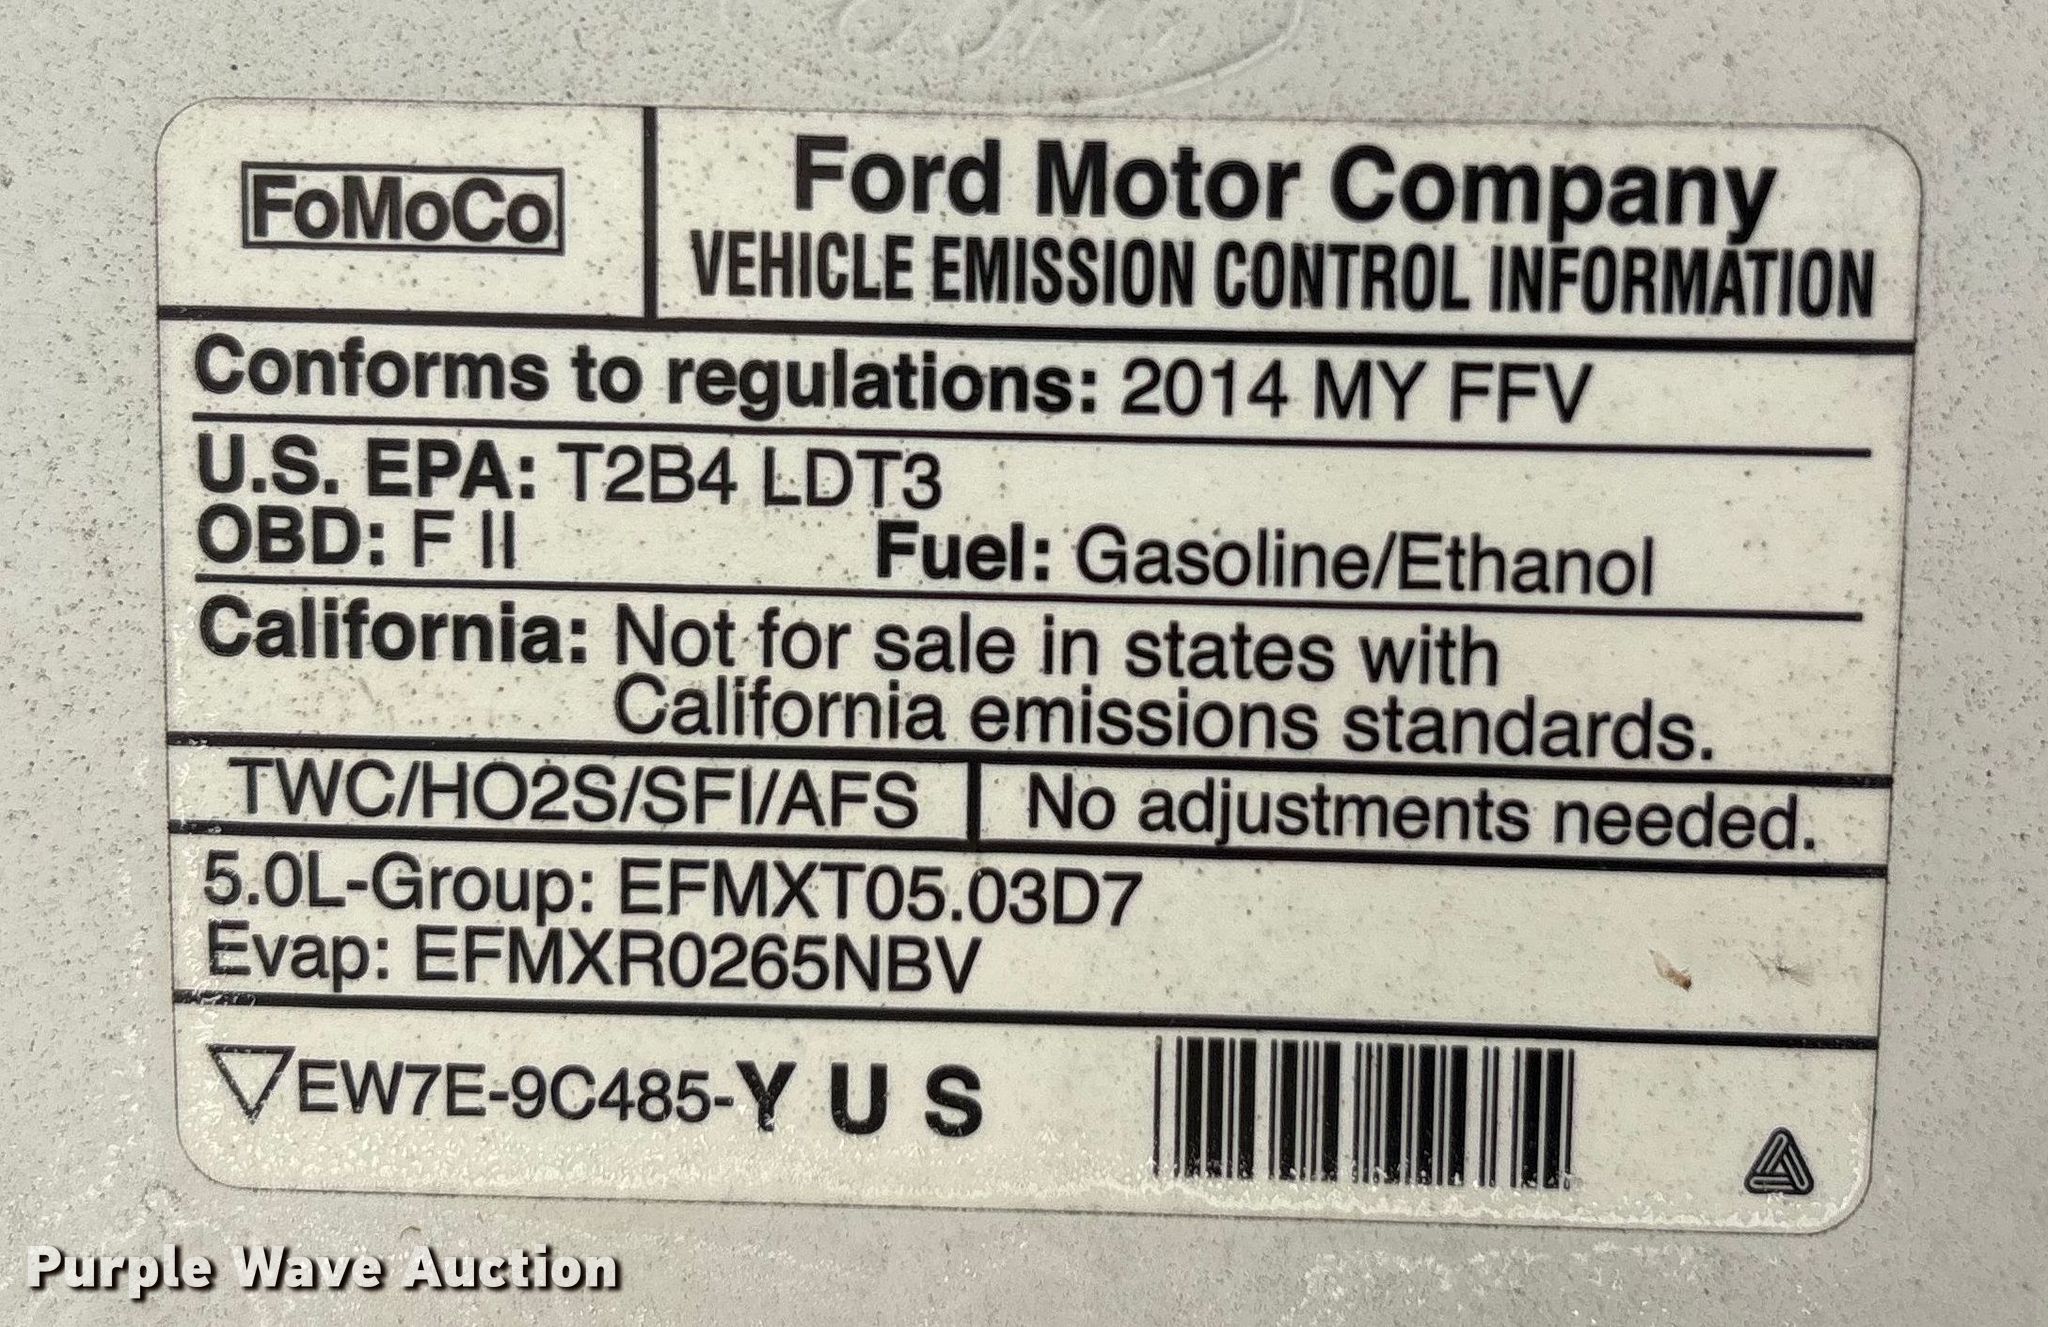 FoMoCo
Ford Motor Company
VEHICLE EMISSION CONTROL INFORMATION
Conforms to regulations: 2014 MY FFV
U.S. EPA: T2B4 LDT3
OBD: F II Fuel: Gasoline/Ethanol
California: Not for sale in states with
California emissions standards.
TWC/HO2S/SFI/AFS No adjustments needed.
5.0L-Group: EFMXT05.03D7
Evap: EFMXR0265NBV
EW7E-9C485-Y U S
Purple Wave Auction